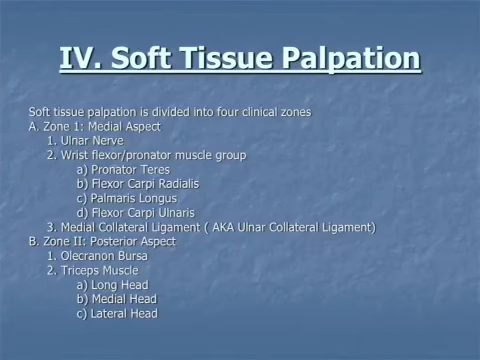 IV. Soft Tissue Palpation
Soft tissue palpation is divided into four clinical zones
A. Zone 1: Medial Aspect
1. Ulnar Nerve
2. Wrist flexor/pronator muscle group
a) Pronator Teres
b) Flexor Carpi Radialis
c) Palmaris Longus
d) Flexor Carpi Ulnaris
3. Medial Collateral Ligament ( AKA Ulnar Collateral Ligament)
B. Zone II: Posterior Aspect
1. Olecranon Bursa
2. Triceps Muscle
a) Long Head
b) Medial Head
c) Lateral Head